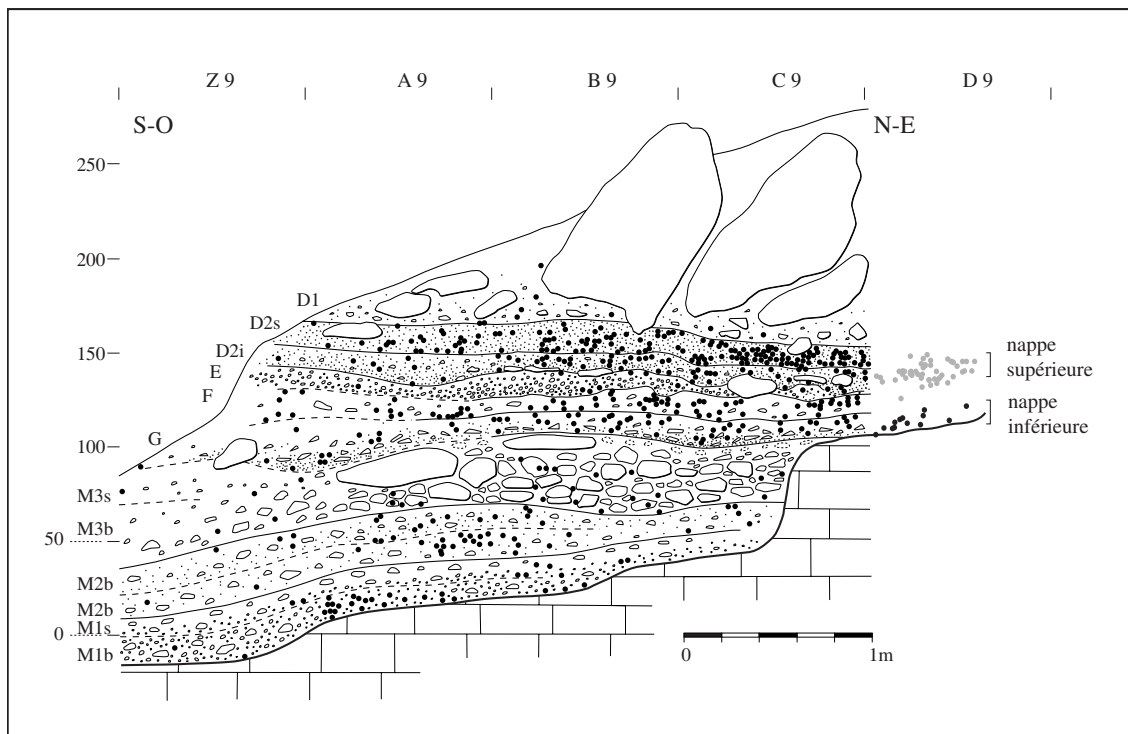 Z 9 A 9 B 9 C 9 D 9
S-O N-E
250
200
D1
D2s
150
D2i
E
F
nappe
supérieure
nappe
inférieure
100
G
M3s
M3b
50
M2b
M2b
M1s
0
M1b
0 1m